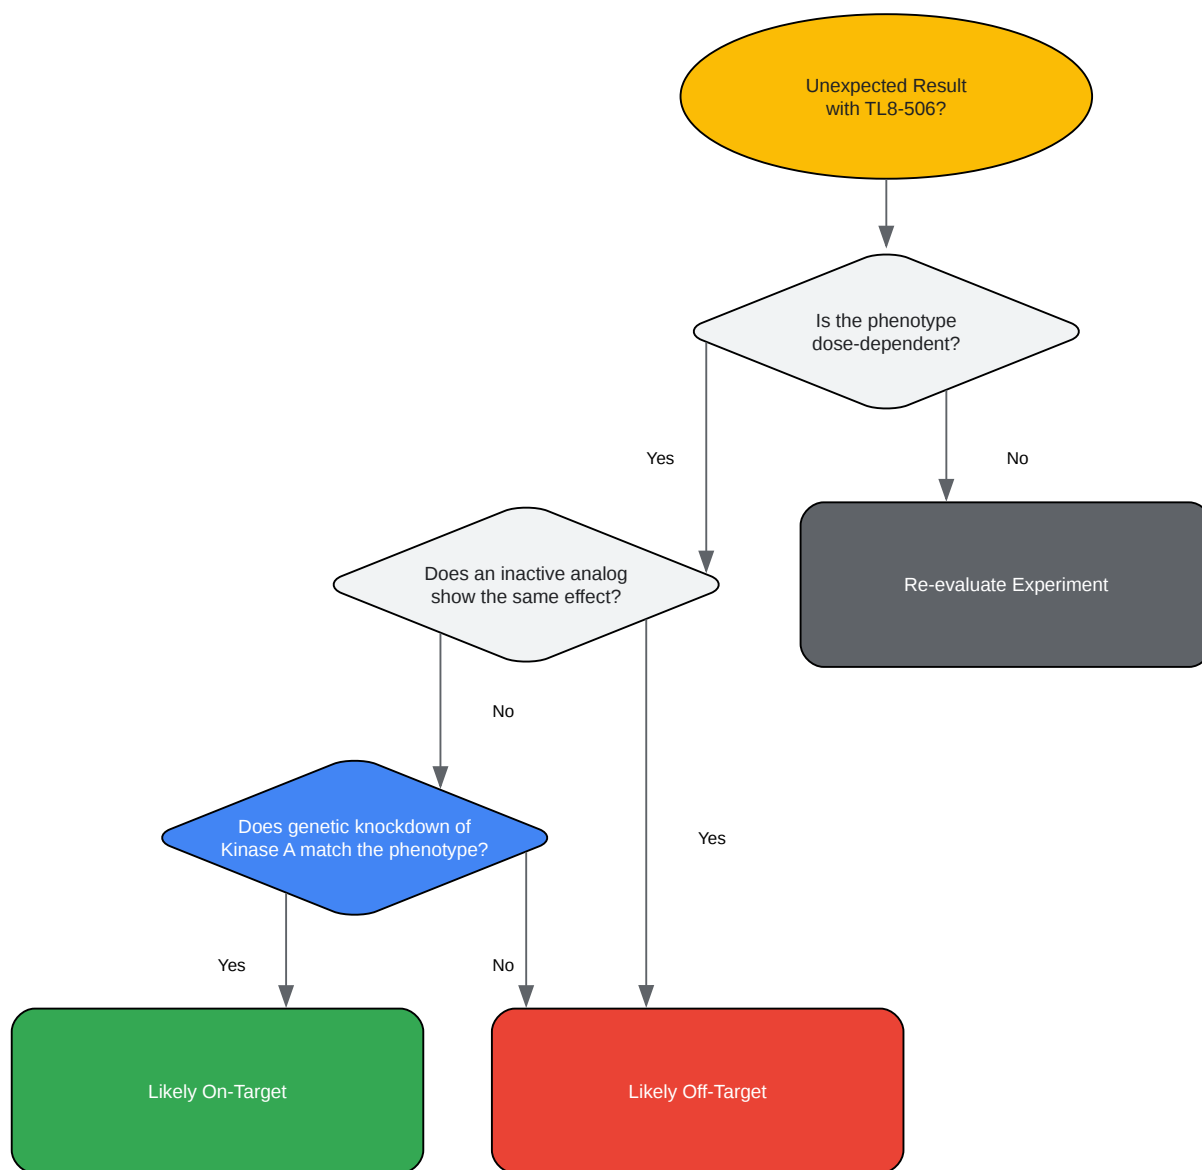 Unexpected Result
with TL8-506?
Is the phenotype
dose-dependent?
Yes
No
Does an inactive analog
show the same effect?
Re-evaluate Experiment
No
Yes
Does genetic knockdown of
Kinase A match the phenotype?
Yes
No
Likely On-Target
Likely Off-Target